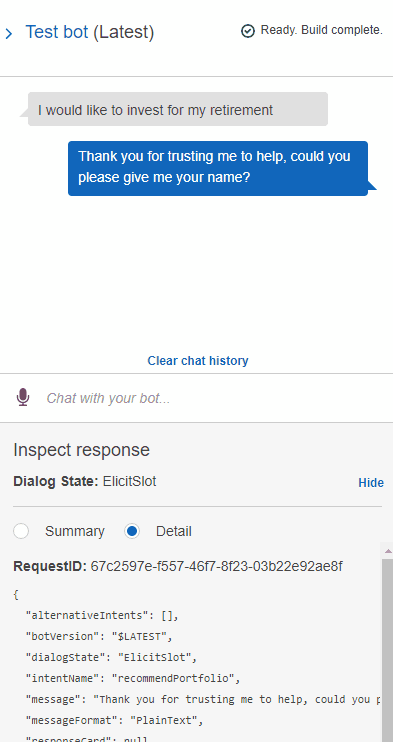 Test bot (Latest)
Ready. Build complete.
I would like to invest for my retirement
Thank you for trusting me to help, could you
please give me your name?
Clear chat history
Chat with your bot...
Inspect response
Dialog State: ElicitSlot
Hide
Summary
Detail
RequestID: 67c2597e-f557-46f7-8f23-03b22e92ae8f
{
"alternativeIntents": [],
"botVersion": "$LATEST",
"dialogState": "ElicitSlot",
"intentName": "recommendPortfolio",
"message": "Thank you for trusting me to help, could you p
"messageFormat": "PlainText",
"responseCard": null